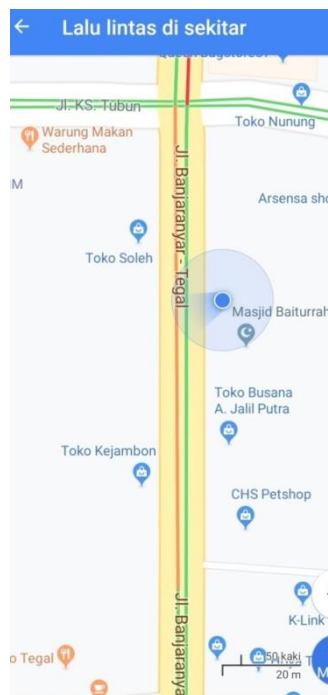 Lalu lintas di sekitar
Jl. KS. Tubun
Toko Nunung
Warung Makan
Sederhana
M
Jl. Banjaranyar - Tegal
Arsensa sho
Toko Soleh
Masjid Baiturrah
Toko Busana
A. Jalil Putra
Toko Kejambon
CHS Petshop
Jl. Banjaranya
K-Link
o Tegal
50 kaki
20 m
M